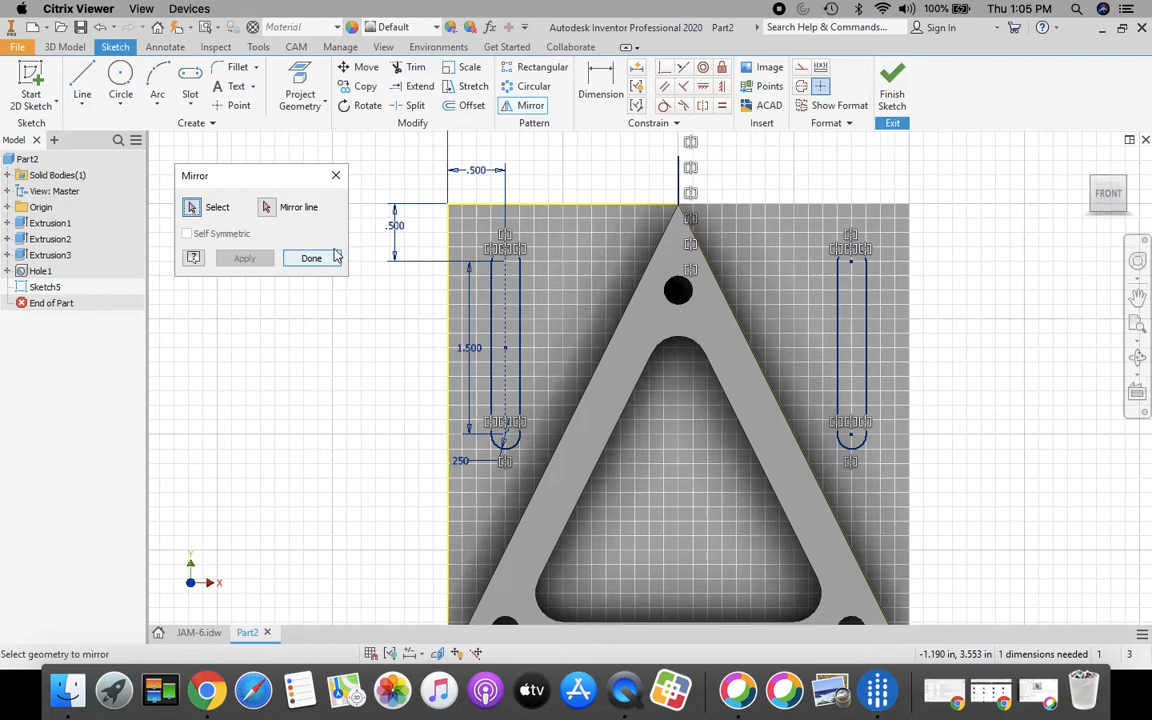 Citrix Viewer View Devices 100% Thu 1:05 PM
Material Default Autodesk Inventor Professional 2020 Part2 Search Help & Commands... Sign In
File 3D Model Sketch Annotate Inspect Tools CAM Manage View Environments Get Started Collaborate
Start 2D Sketch
Line
Circle
Arc
Slot
Fillet
Text
Point
Project Geometry
Move Trim Scale
Copy Extend Stretch
Rotate Split Offset
Rectangular
Circular
Mirror
Dimension
Image
Points
ACAD
Show Format
Finish Sketch
Sketch Create Modify Pattern Constrain Insert Format Exit
Model
Part2
Solid Bodies(1)
View: Master
Origin
Extrusion1
Extrusion2
Extrusion3
Hole1
Sketch5
End of Part
Mirror
Select Mirror line
Self Symmetric
Apply Done
.500
.500
1.500
.250
FRONT
Y
X
JAM-6.idw Part2
Select geometry to mirror -1.190 in, 3.553 in 1 dimensions needed 1 3
tv